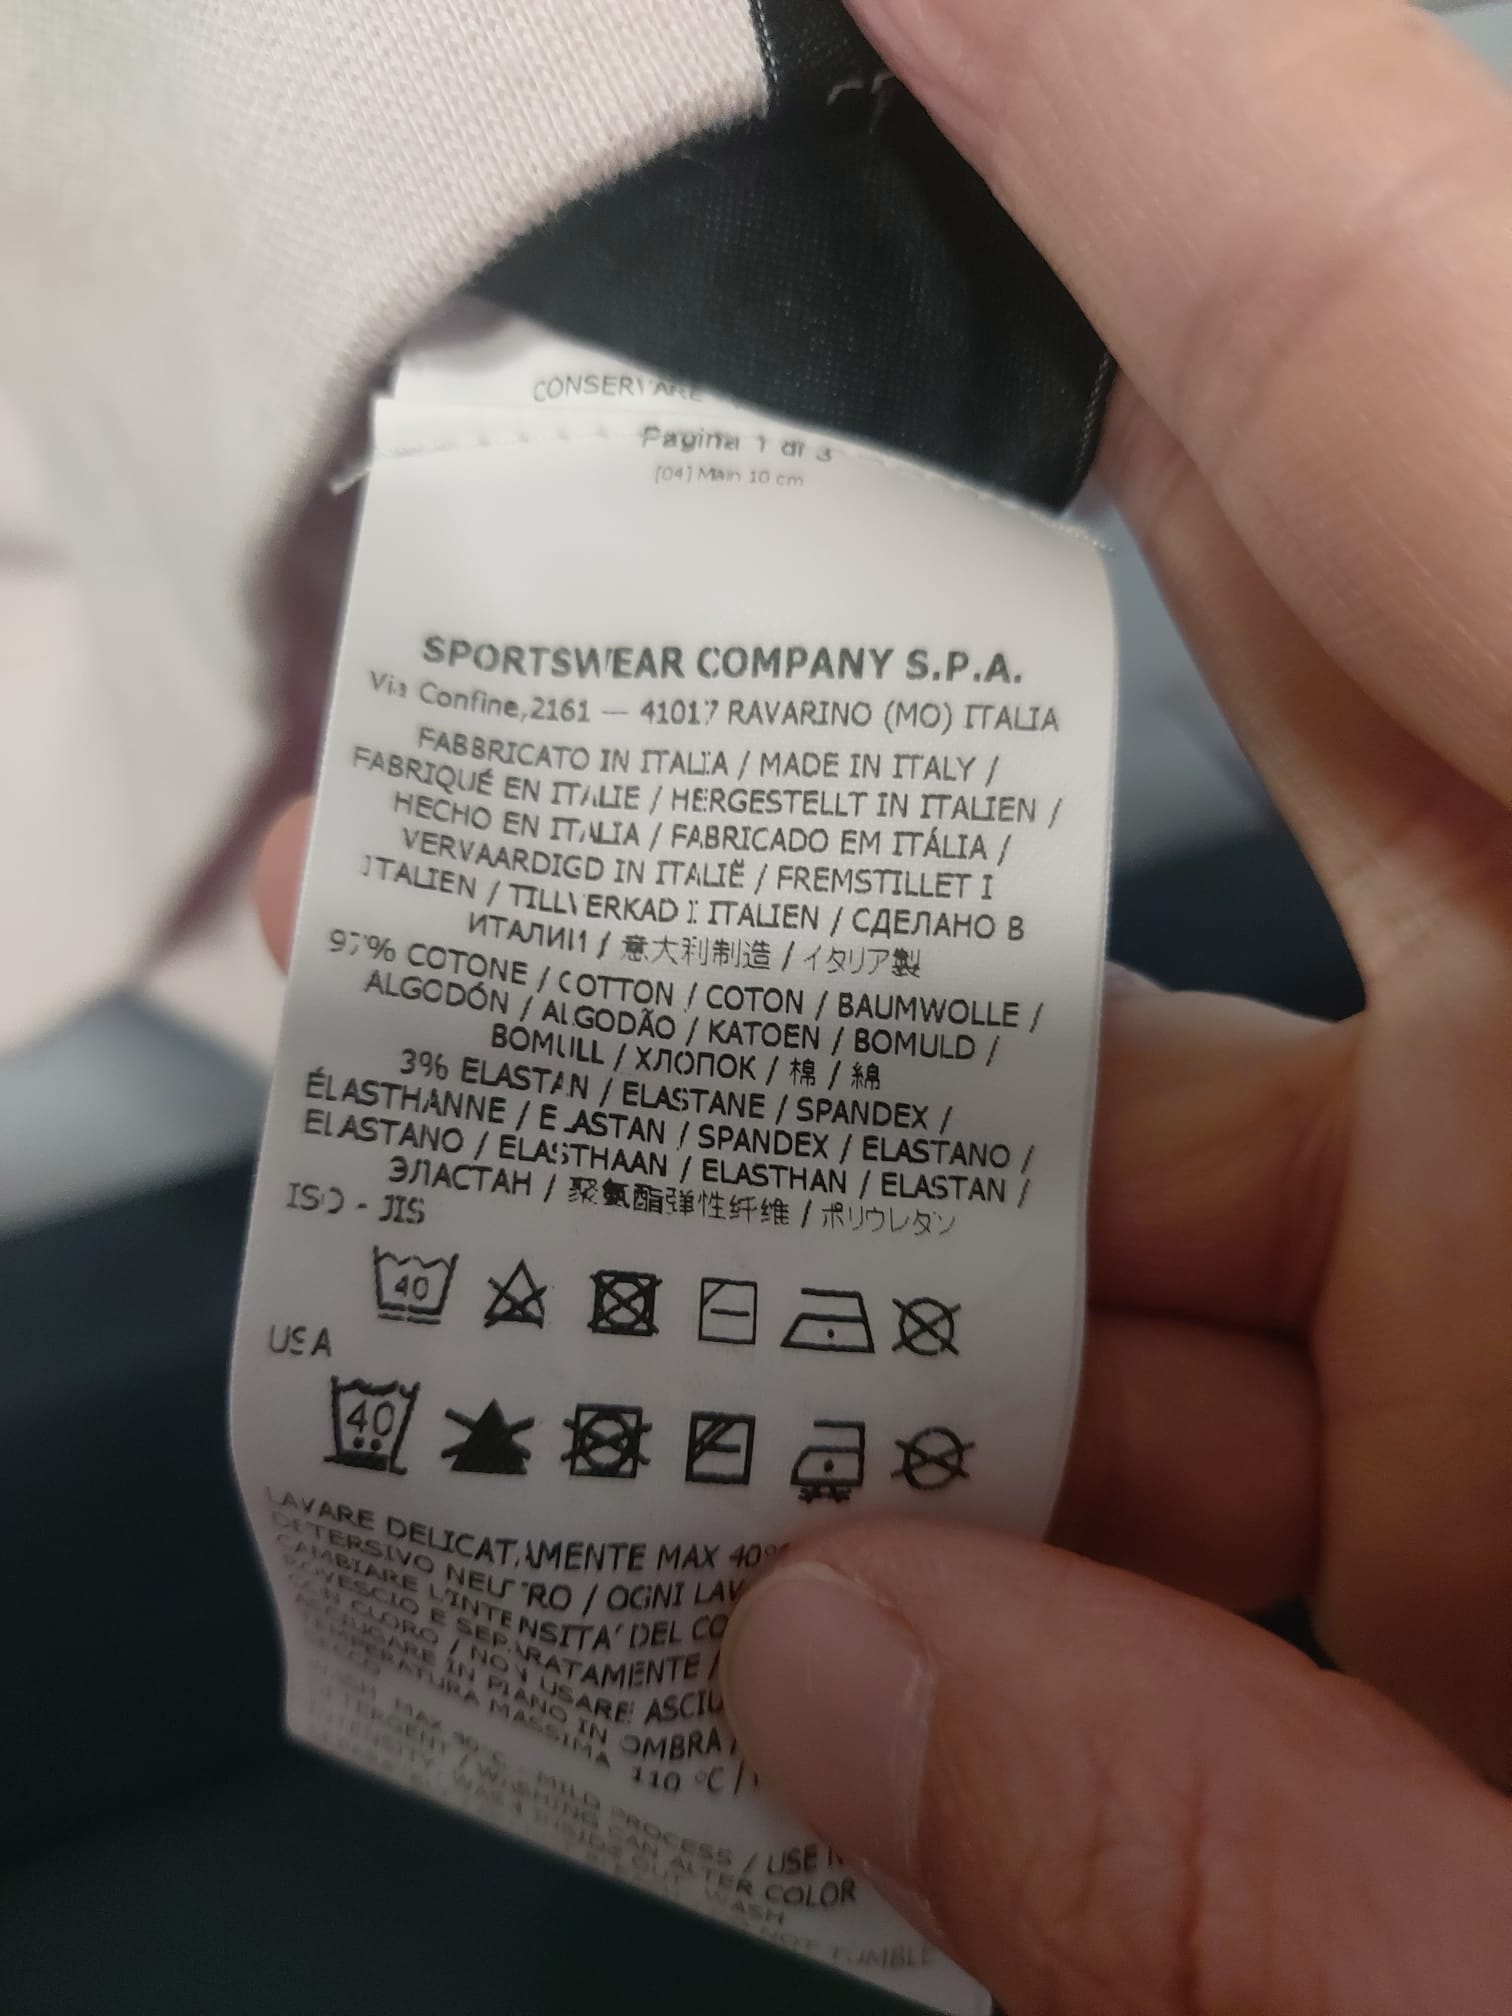 CONSERVARE
Pagina 1 di 3
[04] Main 10 cm
SPORTSWEAR COMPANY S.P.A.
Via Confine,2161 — 41017 RAVARINO (MO) ITALIA
FABBRICATO IN ITALIA / MADE IN ITALY /
FABRIQUÉ EN ITALIE / HERGESTELLT IN ITALIEN /
HECHO EN ITALIA / FABRICADO EM ITÁLIA /
VERVAARDIGD IN ITALIË / FREMSTILLET I
ITALIEN / TILLVERKAD I ITALIEN / СДЕЛАНО В
ИТАЛИИ / 意大利制造 / イタリア製
97% COTONE / COTTON / COTON / BAUMWOLLE /
ALGODÓN / ALGODÃO / KATOEN / BOMULD /
BOMULL / ХЛОПОК / 棉 / 綿
3% ELASTAN / ELASTANE / SPANDEX /
ÉLASTHANNE / ELASTAN / SPANDEX / ELASTANO /
ELASTANO / ELASTHAAN / ELASTHAN / ELASTAN /
ЭЛАСТАН / 聚氨酯弹性纤维 / ポリウレタン
ISO - JIS
40
USA
40
LAVARE DELICATAMENTE MAX 40°
DETERSIVO NEUTRO / OGNI LAV
CAMBIARE L'INTENSITA' DEL CO
ROVESCIO E SEPARATAMENTE /
CON CLORO / NON USARE ASCIU
ASCIUGARE IN PIANO IN OMBRA /
TEMPERATURA MASSIMA 110 °C /
SECCO
WASH MAX 40°C - MILD PROCESS / USE N
DETERGENT / WASHING CAN ALTER COLOR
INTENSITY / WASH INSIDE OUT WASH
NOT TUMBLE